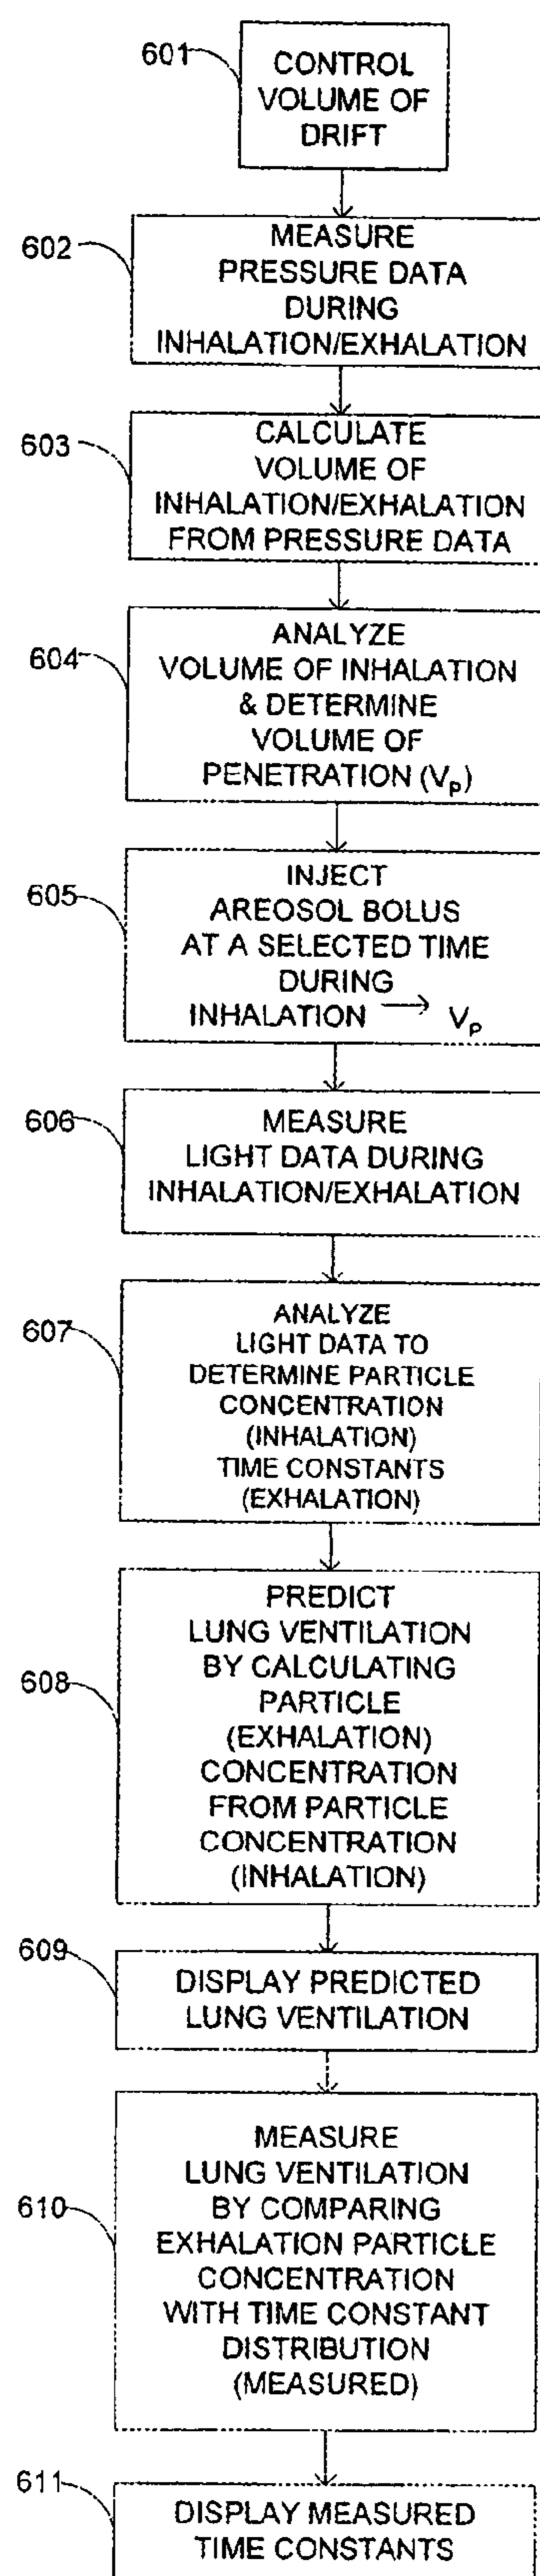 601
CONTROL
VOLUME OF
DRIFT
602
MEASURE
PRESSURE DATA
DURING
INHALATION/EXHALATION
603
CALCULATE
VOLUME OF
INHALATION/EXHALATION
FROM PRESSURE DATA
604
ANALYZE
VOLUME OF INHALATION
& DETERMINE
VOLUME OF
PENETRATION (Vp)
605
INJECT
AREOSOL BOLUS
AT A SELECTED TIME
DURING
INHALATION → Vp
606
MEASURE
LIGHT DATA DURING
INHALATION/EXHALATION
607
ANALYZE
LIGHT DATA TO
DETERMINE PARTICLE
CONCENTRATION
(INHALATION)
TIME CONSTANTS
(EXHALATION)
608
PREDICT
LUNG VENTILATION
BY CALCULATING
PARTICLE
(EXHALATION)
CONCENTRATION
FROM PARTICLE
CONCENTRATION
(INHALATION)
609
DISPLAY PREDICTED
LUNG VENTILATION
610
MEASURE
LUNG VENTILATION
BY COMPARING
EXHALATION PARTICLE
CONCENTRATION
WITH TIME CONSTANT
DISTRIBUTION
(MEASURED)
611
DISPLAY MEASURED
TIME CONSTANTS